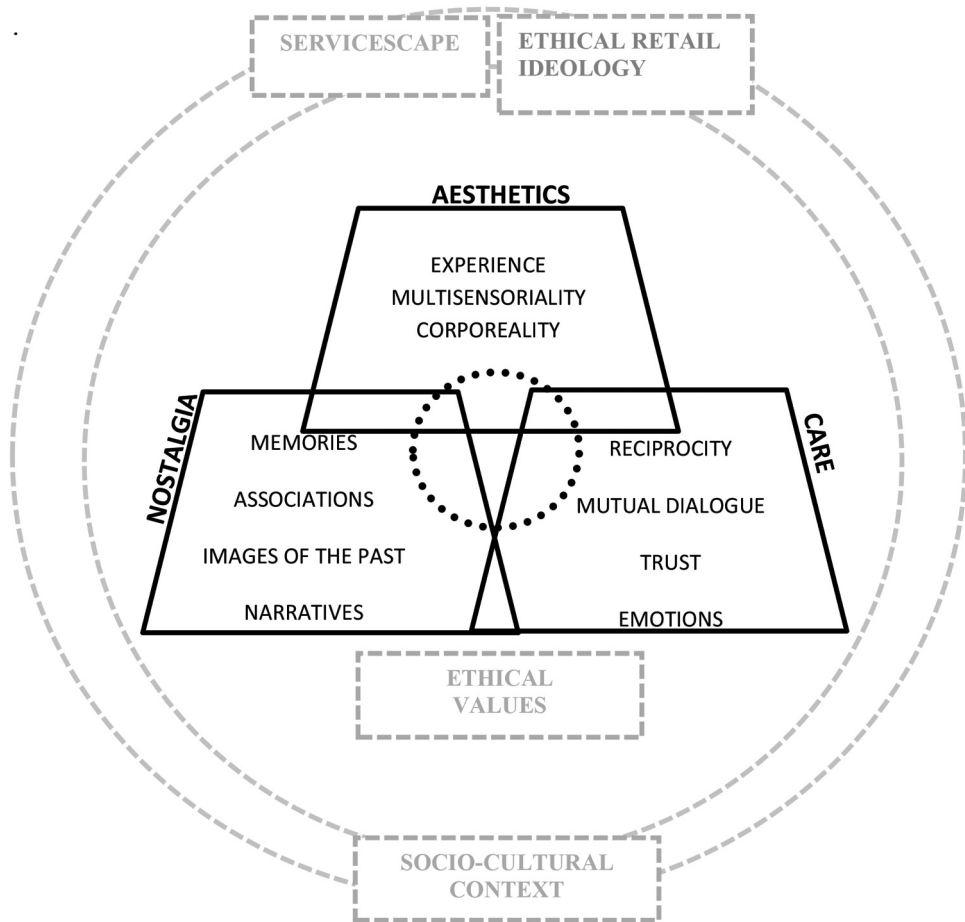 SERVICESCAPE
ETHICAL RETAIL
IDEOLOGY
AESTHETICS
EXPERIENCE
MULTISENSORIALITY
CORPOREALITY
NOSTALGIA
MEMORIES
ASSOCIATIONS
IMAGES OF THE PAST
NARRATIVES
CARE
RECIPROCITY
MUTUAL DIALOGUE
TRUST
EMOTIONS
ETHICAL
VALUES
SOCIO-CULTURAL
CONTEXT